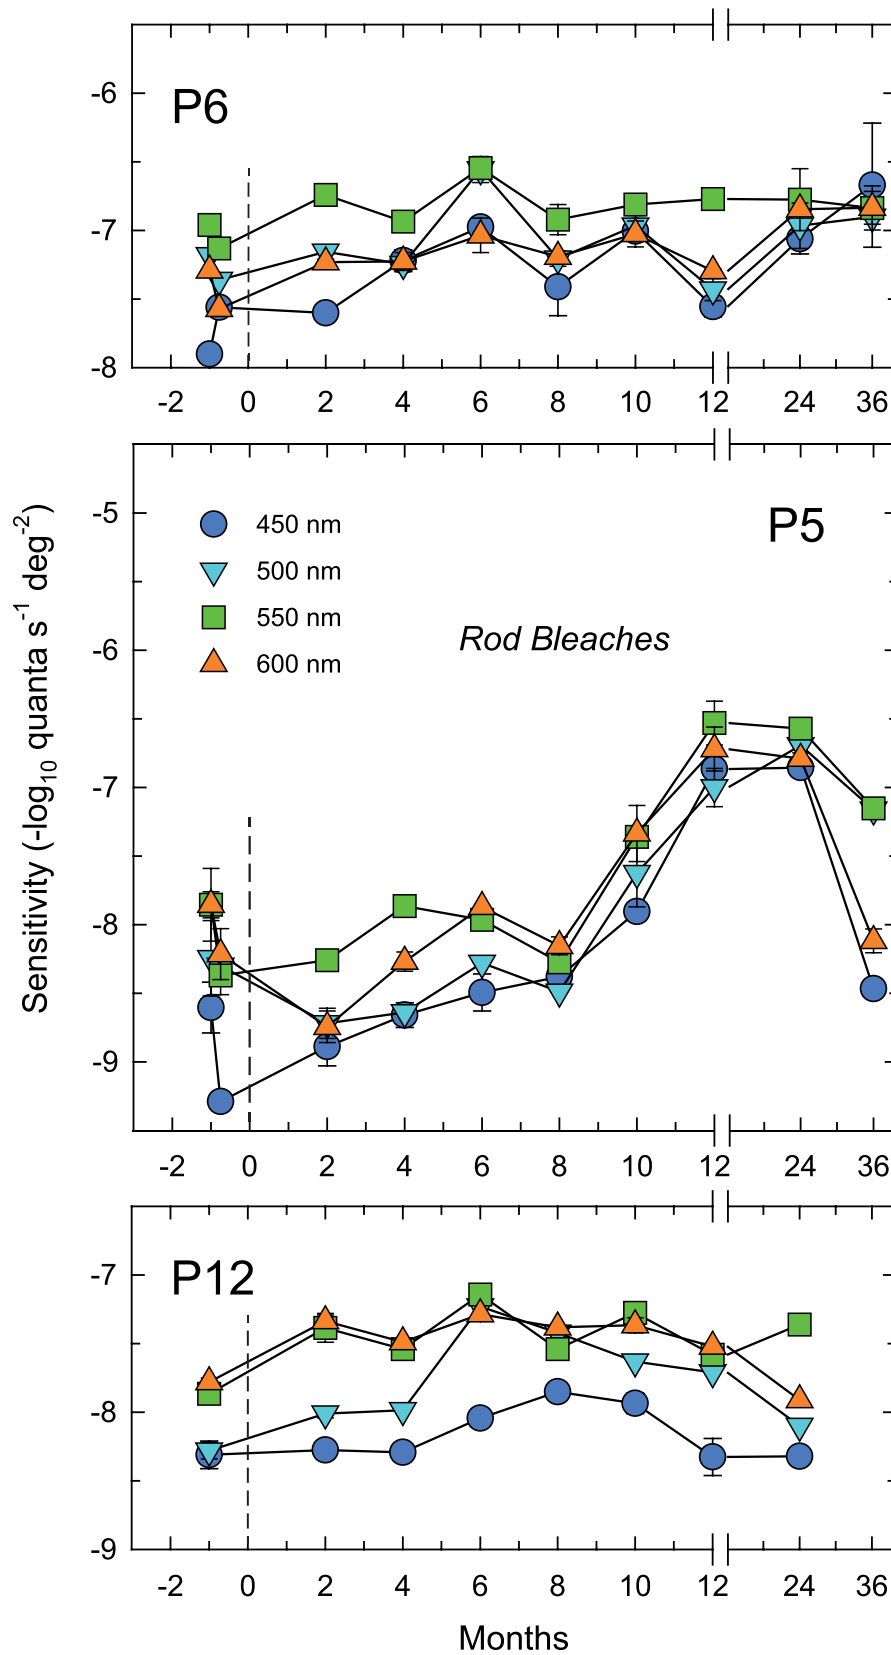 P6
-6
-7
-8
-2 0 2 4 6 8 10 12 24 36
P5
450 nm
500 nm
550 nm
600 nm
Rod Bleaches
-5
-6
-7
-8
-9
Sensitivity (-log₁₀ quanta s⁻¹ deg⁻²)
-2 0 2 4 6 8 10 12 24 36
P12
-7
-8
-9
-2 0 2 4 6 8 10 12 24 36
Months